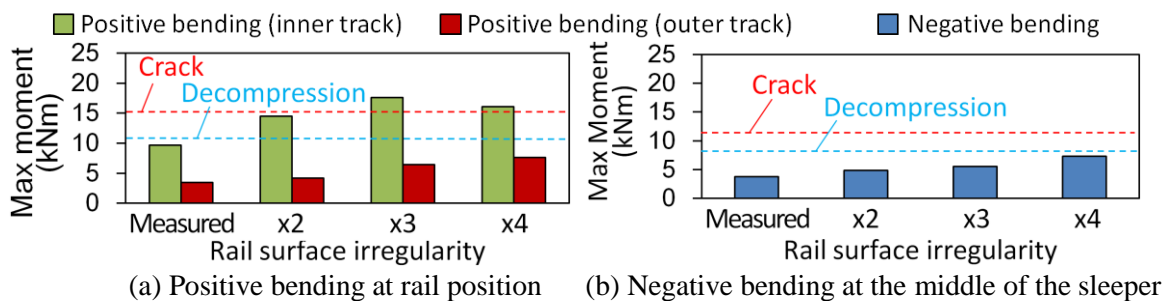 Positive bending (inner track) Positive bending (outer track) Negative bending
Max moment
(kNm)
25
20
15
10
5
0
Crack
Decompression
Measured x2 x3 x4
Rail surface irregularity
(a) Positive bending at rail position
Max Moment
(kNm)
25
20
15
10
5
0
Crack
Decompression
Measured x2 x3 x4
Rail surface irregularity
(b) Negative bending at the middle of the sleeper